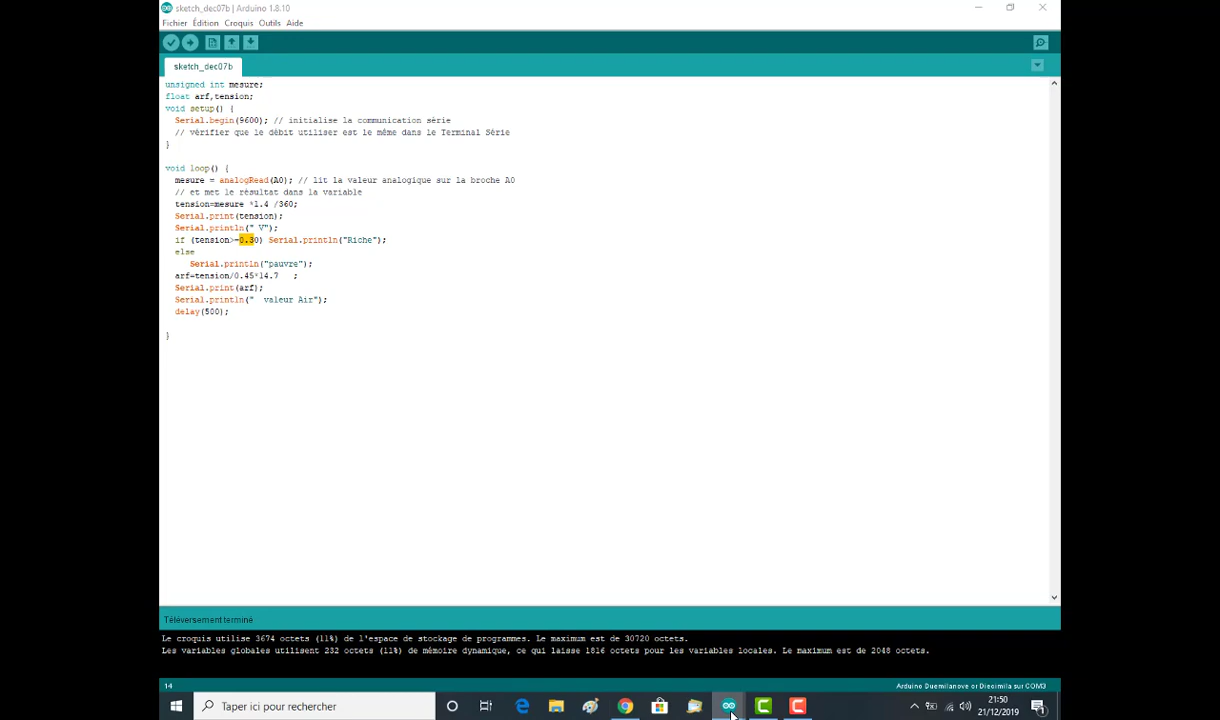 sketch_dec07b | Arduino 1.8.10
Fichier Édition Croquis Outils Aide
sketch_dec07b
unsigned int mesure;
float arf,tension;
void setup() {
Serial.begin(9600); // initialise la communication série
// vérifier que le débit utiliser est le même dans le Terminal Série
}
void loop() {
mesure = analogRead(A0); // lit la valeur analogique sur la broche A0
// et met le résultat dans la variable
tension=mesure *1.4 /360;
Serial.print(tension);
Serial.println(" V");
if (tension>=0.30) Serial.println("Riche");
else
Serial.println("pauvre");
arf=tension/0.45*14.7 ;
Serial.print(arf);
Serial.println(" valeur Air");
delay(500);
}
Téléversement terminé
Le croquis utilise 3674 octets (11%) de l'espace de stockage de programmes. Le maximum est de 30720 octets.
Les variables globales utilisent 232 octets (11%) de mémoire dynamique, ce qui laisse 1816 octets pour les variables locales. Le maximum est de 2048 octets.
14 Arduino Duemilanove or Diecimila sur COM3
Taper ici pour rechercher
21:50
21/12/2019
1